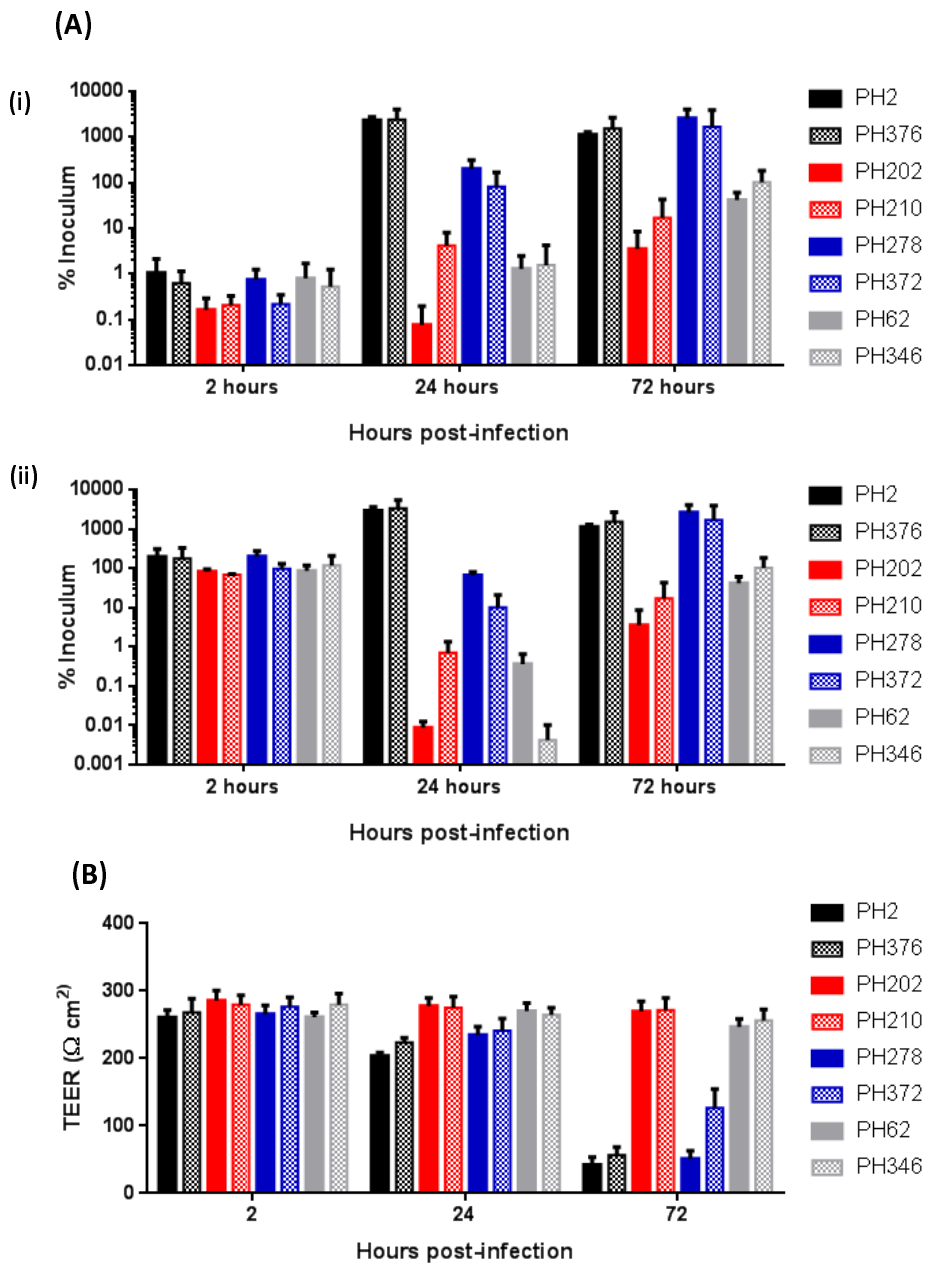 (A)
(i)
10000
1000
100
10
1
0.1
0.01
% Inoculum
2 hours
24 hours
72 hours
Hours post-infection
PH2
PH376
PH202
PH210
PH278
PH372
PH62
PH346
(ii)
10000
1000
100
10
1
0.1
0.01
0.001
% Inoculum
2 hours
24 hours
72 hours
Hours post-infection
PH2
PH376
PH202
PH210
PH278
PH372
PH62
PH346
(B)
400
300
200
100
0
TEER (Ω cm²)
2
24
72
Hours post-infection
PH2
PH376
PH202
PH210
PH278
PH372
PH62
PH346